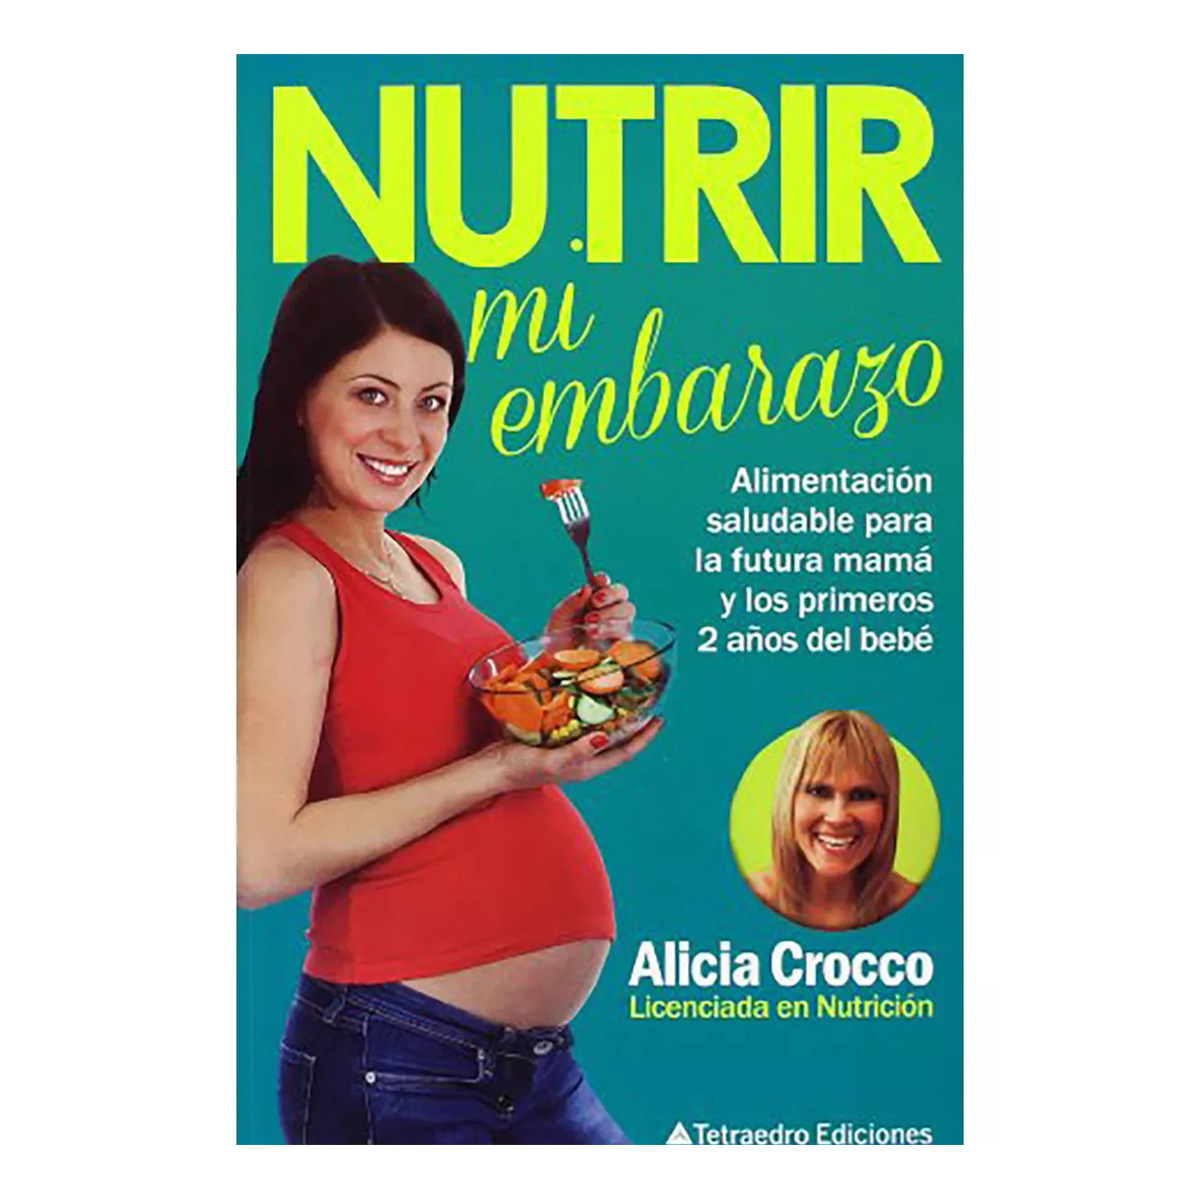 NUTRIR
mi
embarazo
Alimentación
saludable para
la futura mamá
y los primeros
2 años del bebé
Alicia Crocco
Licenciada en Nutrición
Tetraedro Ediciones